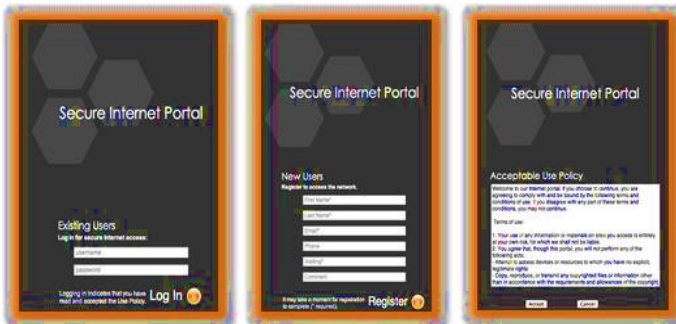 Secure Internet Portal
Existing Users
Log in for secure Internet access:
username
password
Logging in indicates that you have
read and accepted the Use Policy.
Log In
Secure Internet Portal
New Users
Register to access the network.
First Name*
Last Name*
Email*
Phone
Visiting*
Comment
It may take a moment for registration
to complete (* required).
Register
Secure Internet Portal
Acceptable Use Policy
Welcome to our Internet portal. If you choose to continue, you are
agreeing to comply with and be bound by the following terms and
conditions of use. If you disagree with any part of these terms and
conditions, you may not continue.
Terms of use:
1. Your use of any information or materials on sites you access is entirely
at your own risk, for which we shall not be liable.
2. You agree that, though this portal, you will not perform any of the
following acts:
- Attempt to access devices or resources to which you have no explicit,
legitimate rights
- Copy, reproduce, or transmit any copyrighted files or information other
than in accordance with the requirements and allowances of the copyright
Accept
Cancel